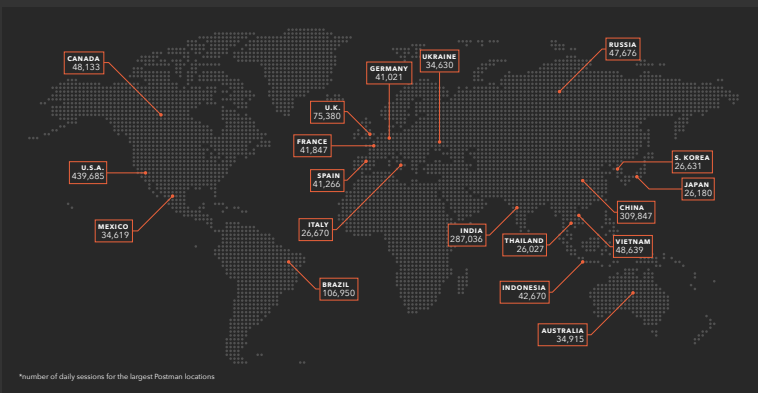 CANADA
48,133
GERMANY
41,021
UKRAINE
34,630
RUSSIA
47,676
U.K.
75,380
FRANCE
41,847
SPAIN
41,266
U.S.A.
439,685
MEXICO
34,619
ITALY
26,670
BRAZIL
106,950
INDIA
287,036
THAILAND
26,027
S. KOREA
26,631
JAPAN
26,180
CHINA
309,847
VIETNAM
48,639
INDONESIA
42,670
AUSTRALIA
34,915
*number of daily sessions for the largest Postman locations